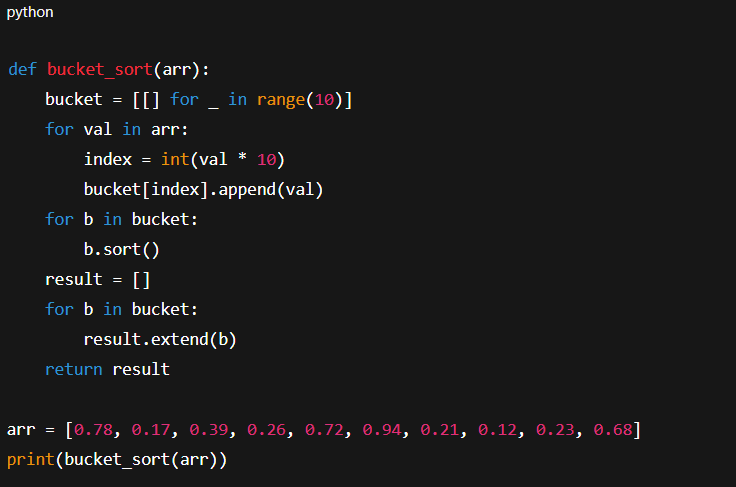 python
def bucket_sort(arr):
    bucket = [[] for _ in range(10)]
    for val in arr:
        index = int(val * 10)
        bucket[index].append(val)
    for b in bucket:
        b.sort()
    result = []
    for b in bucket:
        result.extend(b)
    return result
arr = [0.78, 0.17, 0.39, 0.26, 0.72, 0.94, 0.21, 0.12, 0.23, 0.68]
print(bucket_sort(arr))